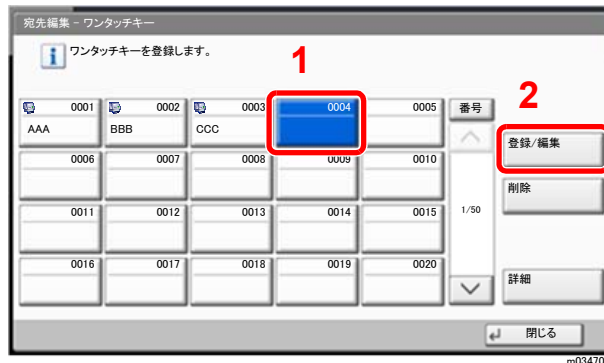 宛先編集 - ワンタッチキー
ワンタッチキーを登録します。
1
0001 0002 0003 0004 0005 番号
AAA BBB CCC
2
登録/編集
0006 0007 0008 0009 0010
削除
0011 0012 0013 0014 0015 1/50
0016 0017 0018 0019 0020
詳細
閉じる
m03470